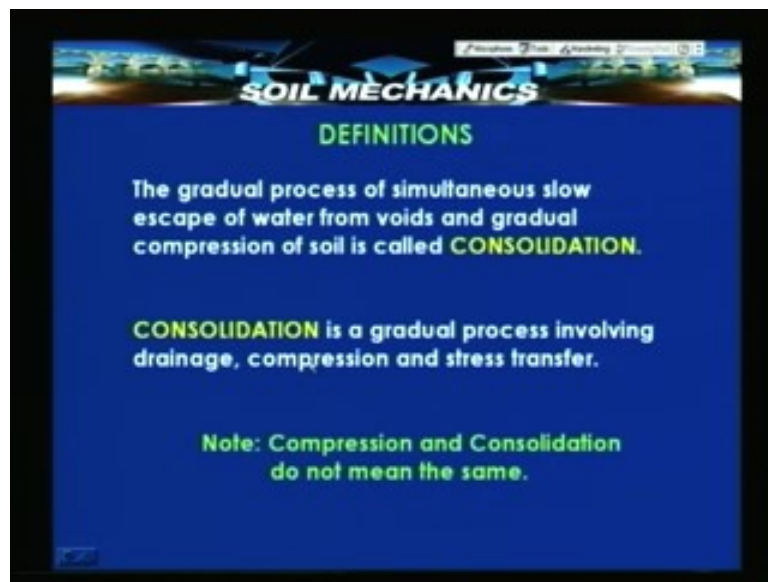 SOIL MECHANICS
DEFINITIONS
The gradual process of simultaneous slow
escape of water from voids and gradual
compression of soil is called CONSOLIDATION.
CONSOLIDATION is a gradual process involving
drainage, compression and stress transfer.
Note: Compression and Consolidation
do not mean the same.